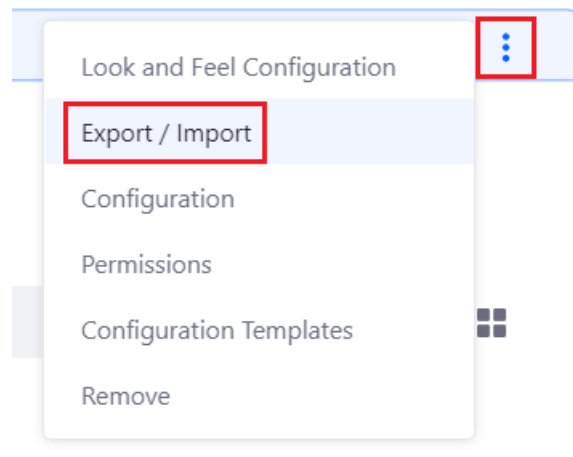 Look and Feel Configuration
Export / Import
Configuration
Permissions
Configuration Templates
Remove